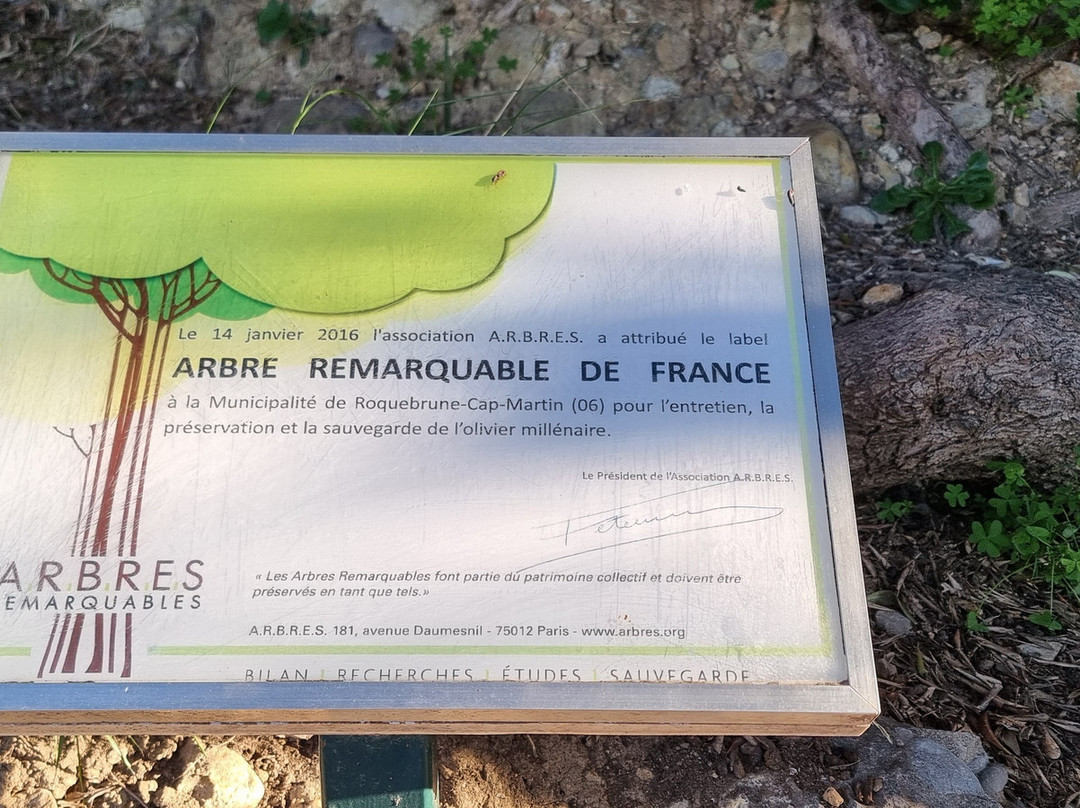 Le 14 janvier 2016 l'association A.R.B.R.E.S. a attribué le label
ARBRE REMARQUABLE DE FRANCE
à la Municipalité de Roquebrune-Cap-Martin (06) pour l'entretien, la
préservation et la sauvegarde de l'olivier millénaire.
Le Président de l'Association A.R.B.R.E.S.
A.R.B.R.E.S
EMARQUABLES
« Les Arbres Remarquables font partie du patrimoine collectif et doivent être
préservés en tant que tels.»
A.R.B.R.E.S. 181, avenue Daumesnil - 75012 Paris - www.arbres.org
BILAN | RECHERCHES | ÉTUDES | SAUVEGARDE